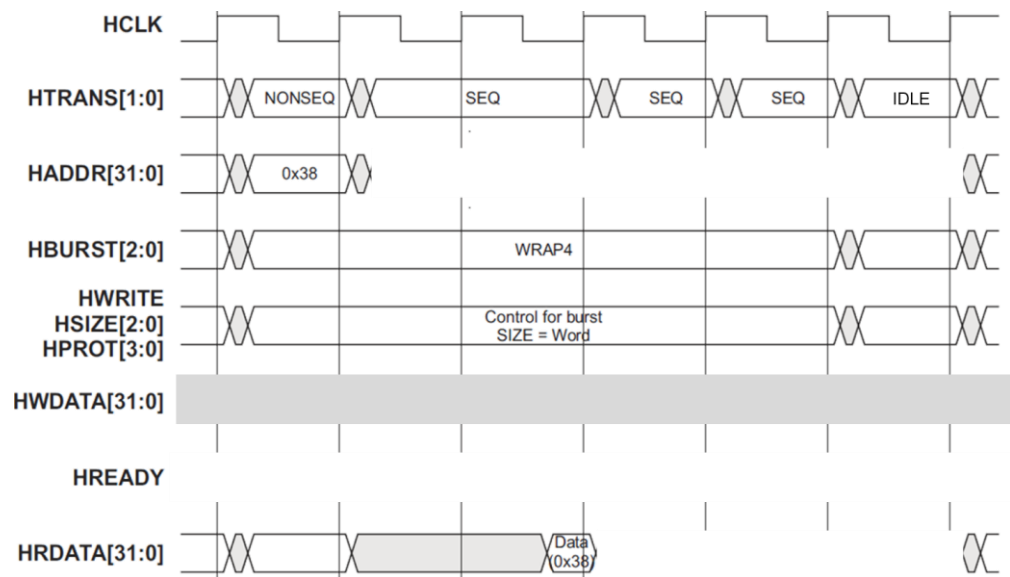 HCLK
HTRANS[1:0]
NONSEQ
SEQ
SEQ
SEQ
IDLE
HADDR[31:0]
0x38
HBURST[2:0]
WRAP4
HWRITE
HSIZE[2:0]
HPROT[3:0]
Control for burst
SIZE = Word
HWDATA[31:0]
HREADY
HRDATA[31:0]
Data
(0x38)